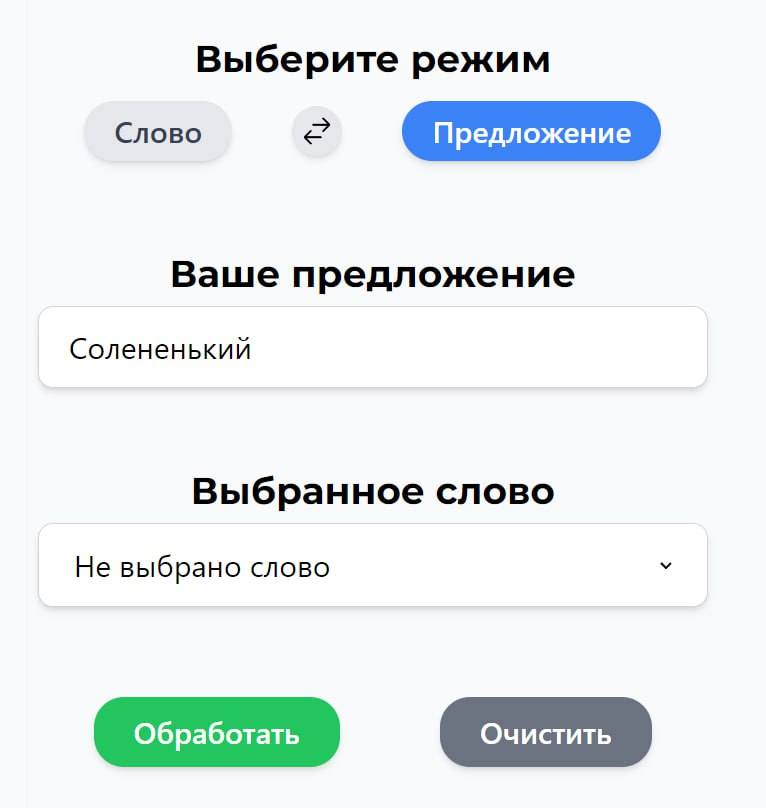 Выберите режим
Слово
Предложение
Ваше предложение
Солененький
Выбранное слово
Не выбрано слово
Обработать
Очистить